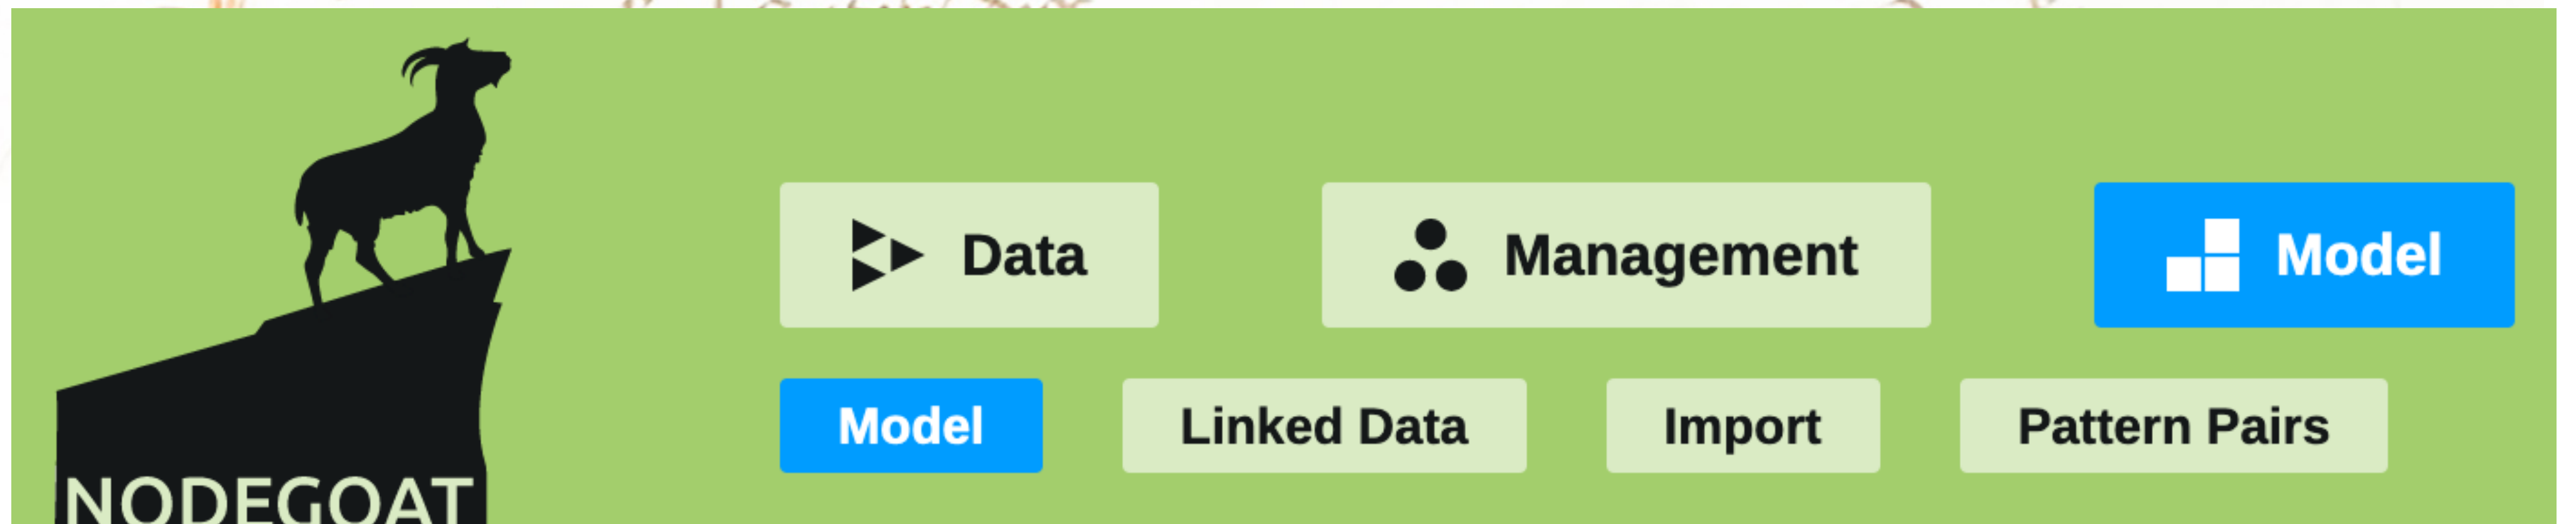 Data Management Model
Model Linked Data Import Pattern Pairs
NODEGOAT